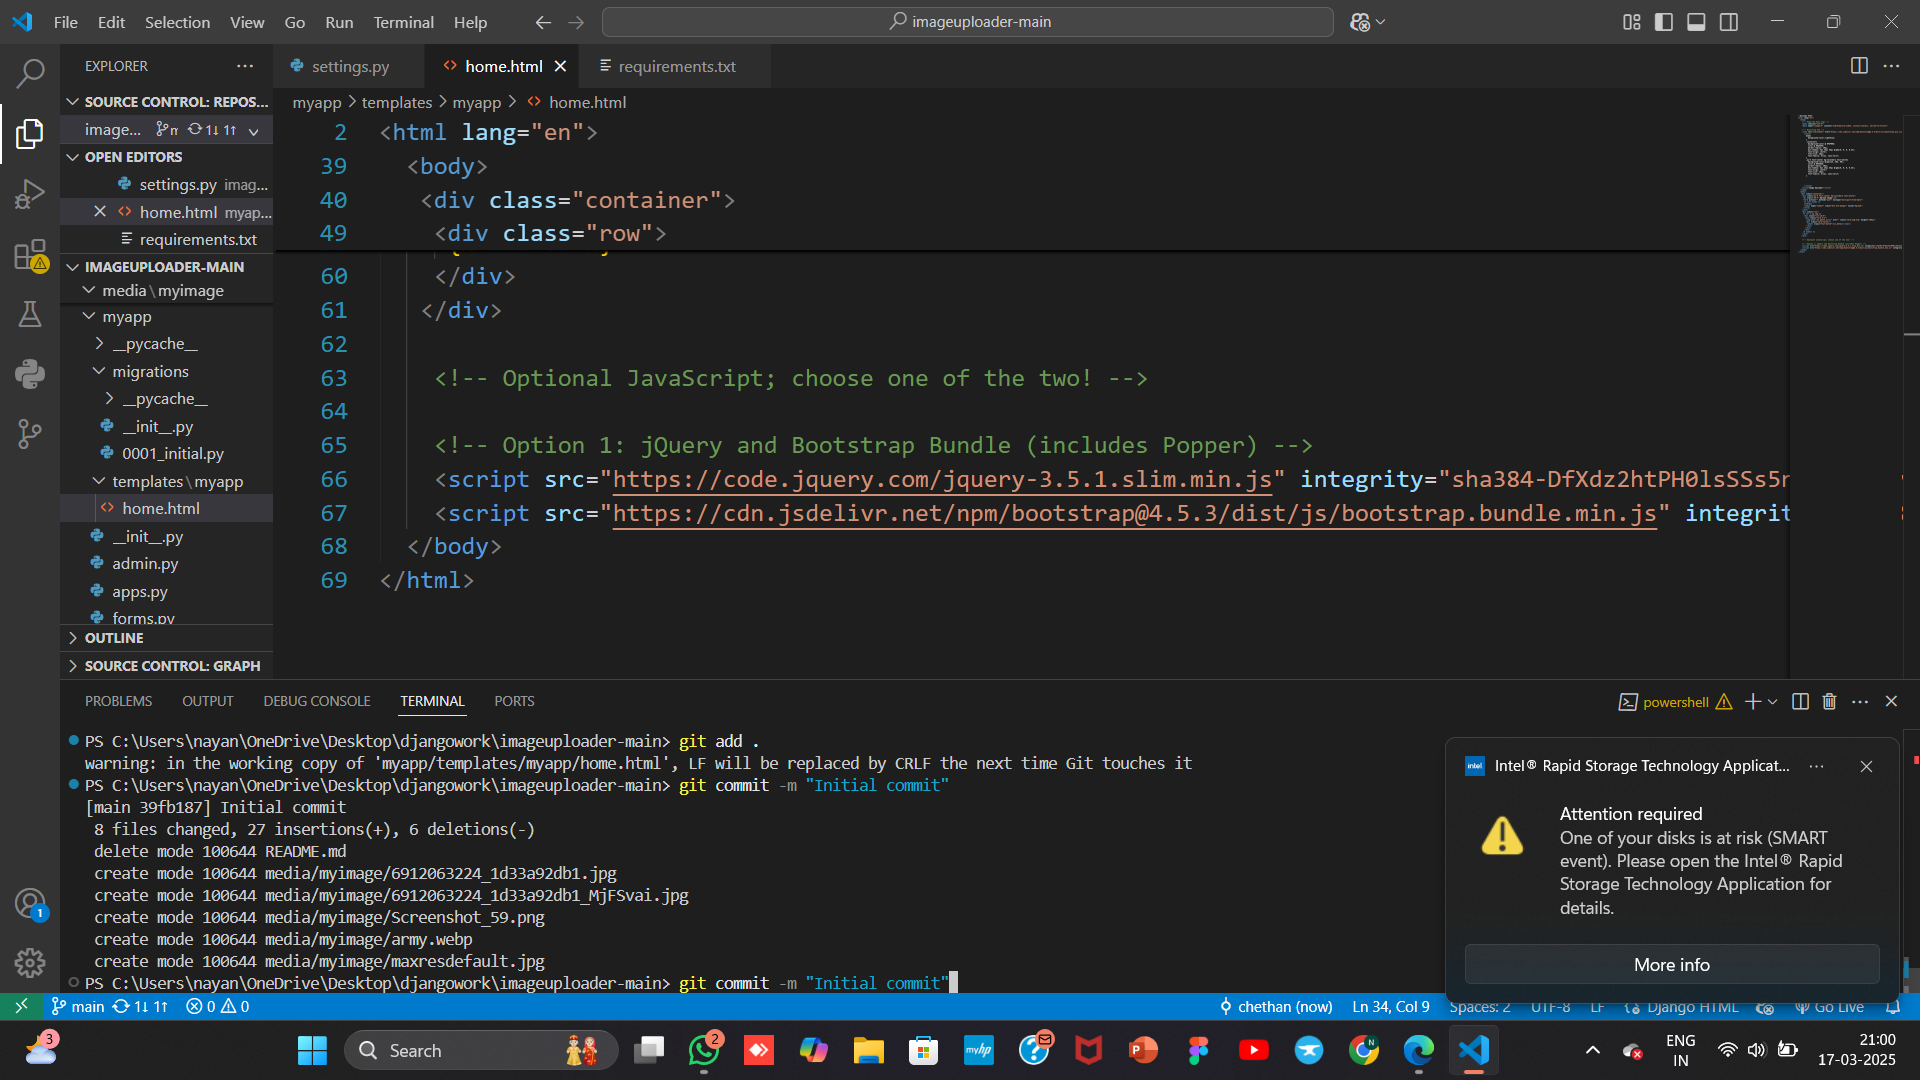 File Edit Selection View Go Run Terminal Help
imageuploader-main
EXPLORER
SOURCE CONTROL: REPOS...
image... 1↓ 1↑
OPEN EDITORS
settings.py imag...
home.html myap...
requirements.txt
IMAGEUPLOADER-MAIN
media\myimage
myapp
__pycache__
migrations
__pycache__
__init__.py
0001_initial.py
templates\myapp
home.html
__init__.py
admin.py
apps.py
forms.py
OUTLINE
SOURCE CONTROL: GRAPH
settings.py
home.html
requirements.txt
myapp > templates > myapp > home.html
2 <html lang="en">
39 <body>
40 <div class="container">
49 <div class="row">
60 </div>
61 </div>
62
63 <!-- Optional JavaScript; choose one of the two! -->
64
65 <!-- Option 1: jQuery and Bootstrap Bundle (includes Popper) -->
66 <script src="https://code.jquery.com/jquery-3.5.1.slim.min.js" integrity="sha384-DfXdz2htPH0lsSSs5n
67 <script src="https://cdn.jsdelivr.net/npm/bootstrap@4.5.3/dist/js/bootstrap.bundle.min.js" integrit
68 </body>
69 </html>
PROBLEMS OUTPUT DEBUG CONSOLE TERMINAL PORTS
powershell
PS C:\Users\nayan\OneDrive\Desktop\djangowork\imageuploader-main> git add .
warning: in the working copy of 'myapp/templates/myapp/home.html', LF will be replaced by CRLF the next time Git touches it
PS C:\Users\nayan\OneDrive\Desktop\djangowork\imageuploader-main> git commit -m "Initial commit"
[main 39fb187] Initial commit
8 files changed, 27 insertions(+), 6 deletions(-)
delete mode 100644 README.md
create mode 100644 media/myimage/6912063224_1d33a92db1.jpg
create mode 100644 media/myimage/6912063224_1d33a92db1_MjFSvai.jpg
create mode 100644 media/myimage/Screenshot_59.png
create mode 100644 media/myimage/army.webp
create mode 100644 media/myimage/maxresdefault.jpg
PS C:\Users\nayan\OneDrive\Desktop\djangowork\imageuploader-main> git commit -m "Initial commit"
intel Intel® Rapid Storage Technology Applicat...
Attention required
One of your disks is at risk (SMART
event). Please open the Intel® Rapid
Storage Technology Application for
details.
More info
main 1↓ 1↑ 0 0
chethan (now) Ln 34, Col 9 Spaces: 2 UTF-8 LF Django HTML Go Live
1
3
Search
2
myhp
N
ENG
IN
21:00
17-03-2025